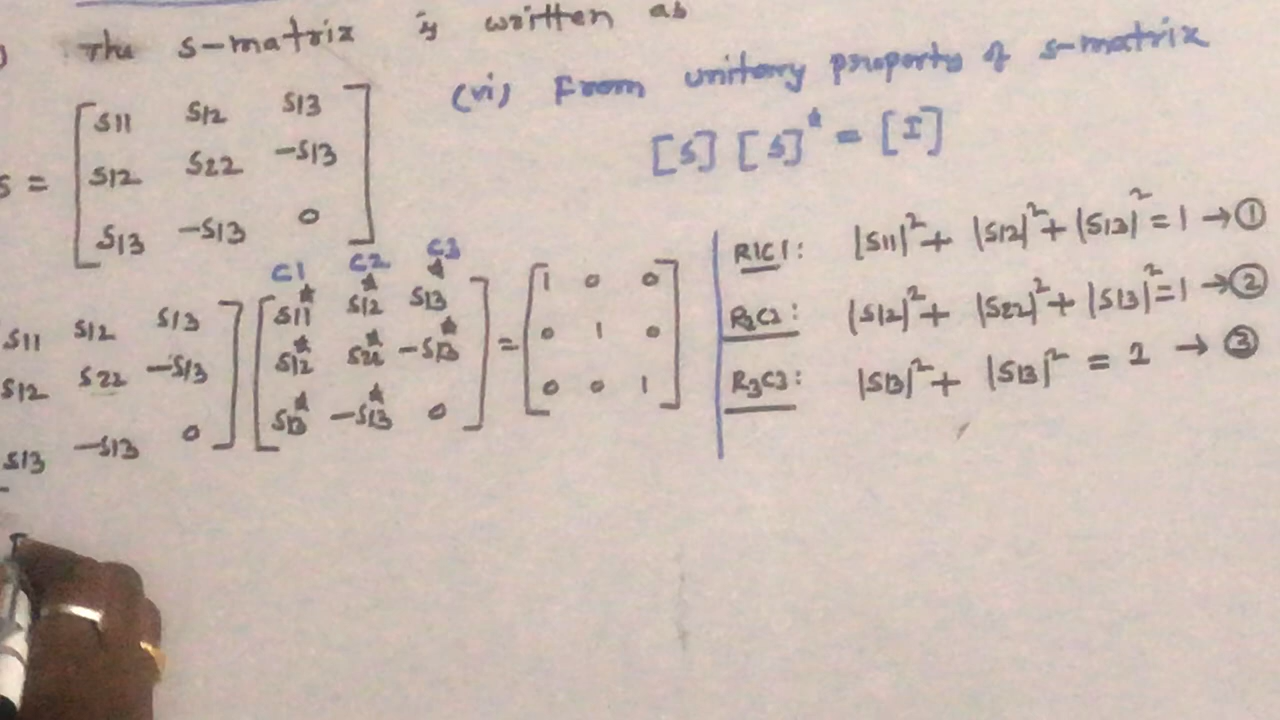 The s-matrix is written as
(vi) From unitary property of s-matrix
[S] [S]* = [I]
S = [ S11 S12 S13
S12 S22 -S13
S13 -S13 0 ]
C1 C2 C3
S11 S12 S13 ] [ S11* S12* S13* ] = [ 1 0 0 ]
S12 S22 -S13 ] [ S12* S22* -S13* ] [ 0 1 0 ]
S13 -S13 0 ] [ S13* -S13* 0 ] [ 0 0 1 ]
R1C1: |S11|² + |S12|² + |S13|² = 1 → ①
R2C2: |S12|² + |S22|² + |S13|² = 1 → ②
R3C3: |S13|² + |S13|² = 1 → ③